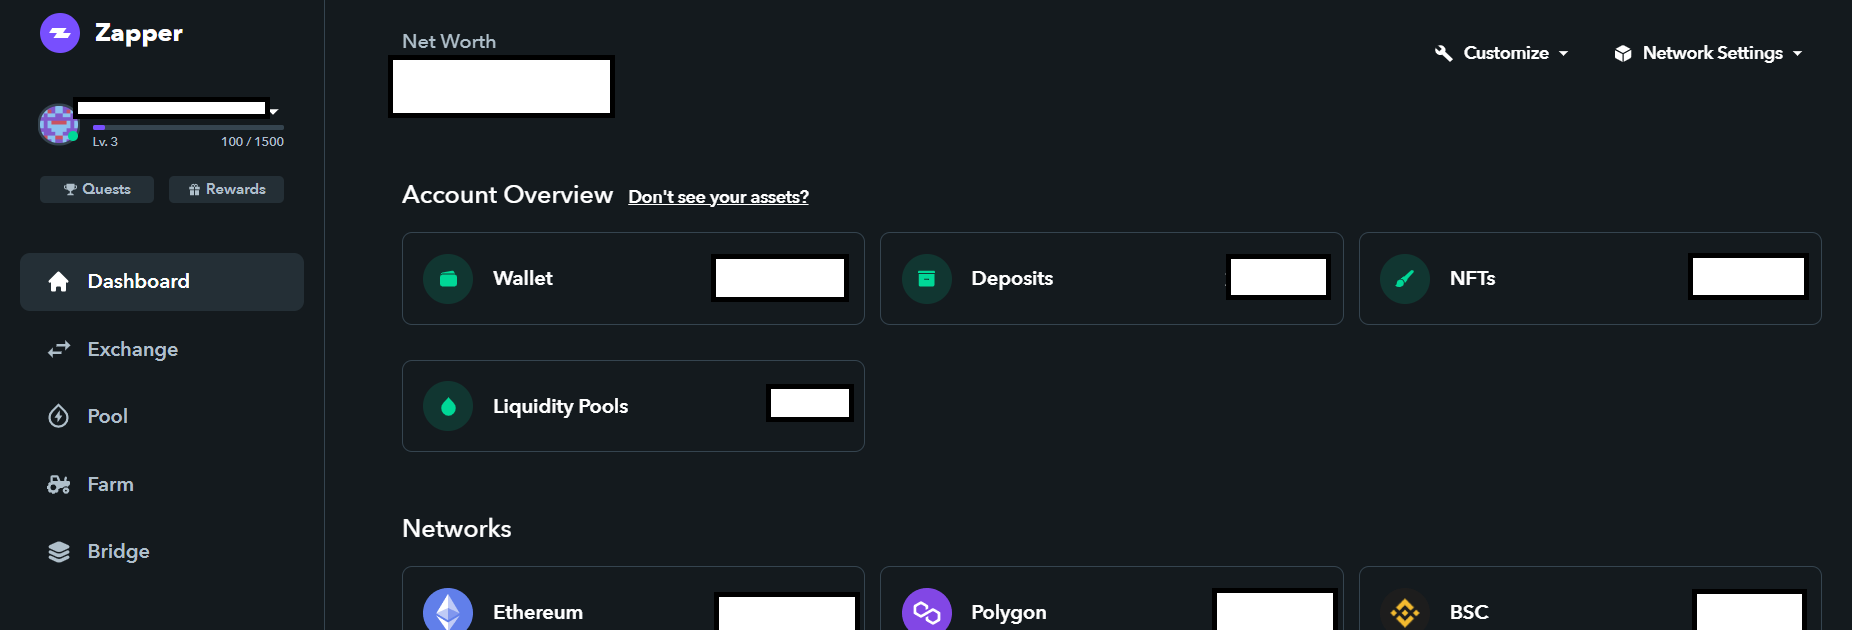 Zapper
Lv. 3 100 / 1500
Quests Rewards
Dashboard
Exchange
Pool
Farm
Bridge
Net Worth
Customize Network Settings
Account Overview Don't see your assets?
Wallet Deposits NFTs
Liquidity Pools
Networks
Ethereum Polygon BSC